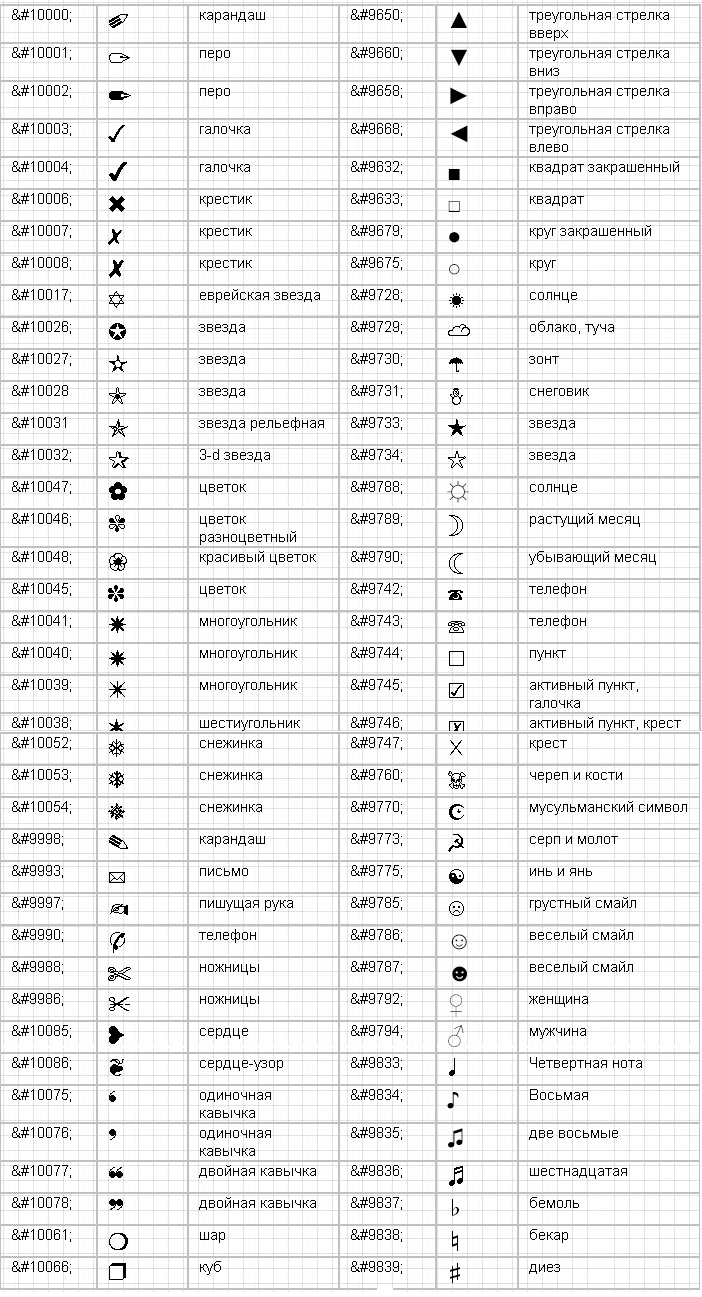 &#10000; ✐ карандаш &#9650; ▲ треугольная стрелка
вверх
&#10001; ✑ перо &#9660; ▼ треугольная стрелка
вниз
&#10002; ✒ перо &#9658; ► треугольная стрелка
вправо
&#10003; ✓ галочка &#9668; ◄ треугольная стрелка
влево
&#10004; ✔ галочка &#9632; ■ квадрат закрашенный
&#10006; ✖ крестик &#9633; □ квадрат
&#10007; ✗ крестик &#9679; ● круг закрашенный
&#10008; ✘ крестик &#9675; ○ круг
&#10017; ✡ еврейская звезда &#9728; ☀ солнце
&#10026; ✪ звезда &#9729; ☁ облако, туча
&#10027; ✫ звезда &#9730; ☂ зонт
&#10028 ✬ звезда &#9731; ☃ снеговик
&#10031 ✯ звезда рельефная &#9733; ★ звезда
&#10032; ✰ 3-d звезда &#9734; ☆ звезда
&#10047; ✿ цветок &#9788; ☼ солнце
&#10046; ✾ цветок &#9789; ☽ растущий месяц
разноцветный
&#10048; ❀ красивый цветок &#9790; ☾ убывающий месяц
&#10045; ✽ цветок &#9742; ☎ телефон
&#10041; ✹ многоугольник &#9743; ☏ телефон
&#10040; ✸ многоугольник &#9744; ☐ пункт
&#10039; ✷ многоугольник &#9745; ☑ активный пункт,
галочка
&#10038; ✶ шестиугольник &#9746; ☒ активный пункт, крест
&#10052; ❄ снежинка &#9747; ☓ крест
&#10053; ❅ снежинка &#9760; ☠ череп и кости
&#10054; ❆ снежинка &#9770; ☪ мусульманский символ
&#9998; ✎ карандаш &#9773; ☭ серп и молот
&#9993; ✉ письмо &#9775; ☯ инь и янь
&#9997; ✍ пишущая рука &#9785; ☹ грустный смайл
&#9990; ✆ телефон &#9786; ☺ веселый смайл
&#9988; ✄ ножницы &#9787; ☻ веселый смайл
&#9986; ✂ ножницы &#9792; ♀ женщина
&#10085; ❥ сердце &#9794; ♂ мужчина
&#10086; ❦ сердце-узор &#9833; ♩ Четвертная нота
&#10075; ❛ одиночная &#9834; ♪ Восьмая
кавычка
&#10076; ❜ одиночная &#9835; ♫ две восьмые
кавычка
&#10077; ❝ двойная кавычка &#9836; ♬ шестнадцатая
&#10078; ❞ двойная кавычка &#9837; ♭ бемоль
&#10061; ❍ шар &#9838; ♮ бекар
&#10066; ❒ куб &#9839; ♯ диез